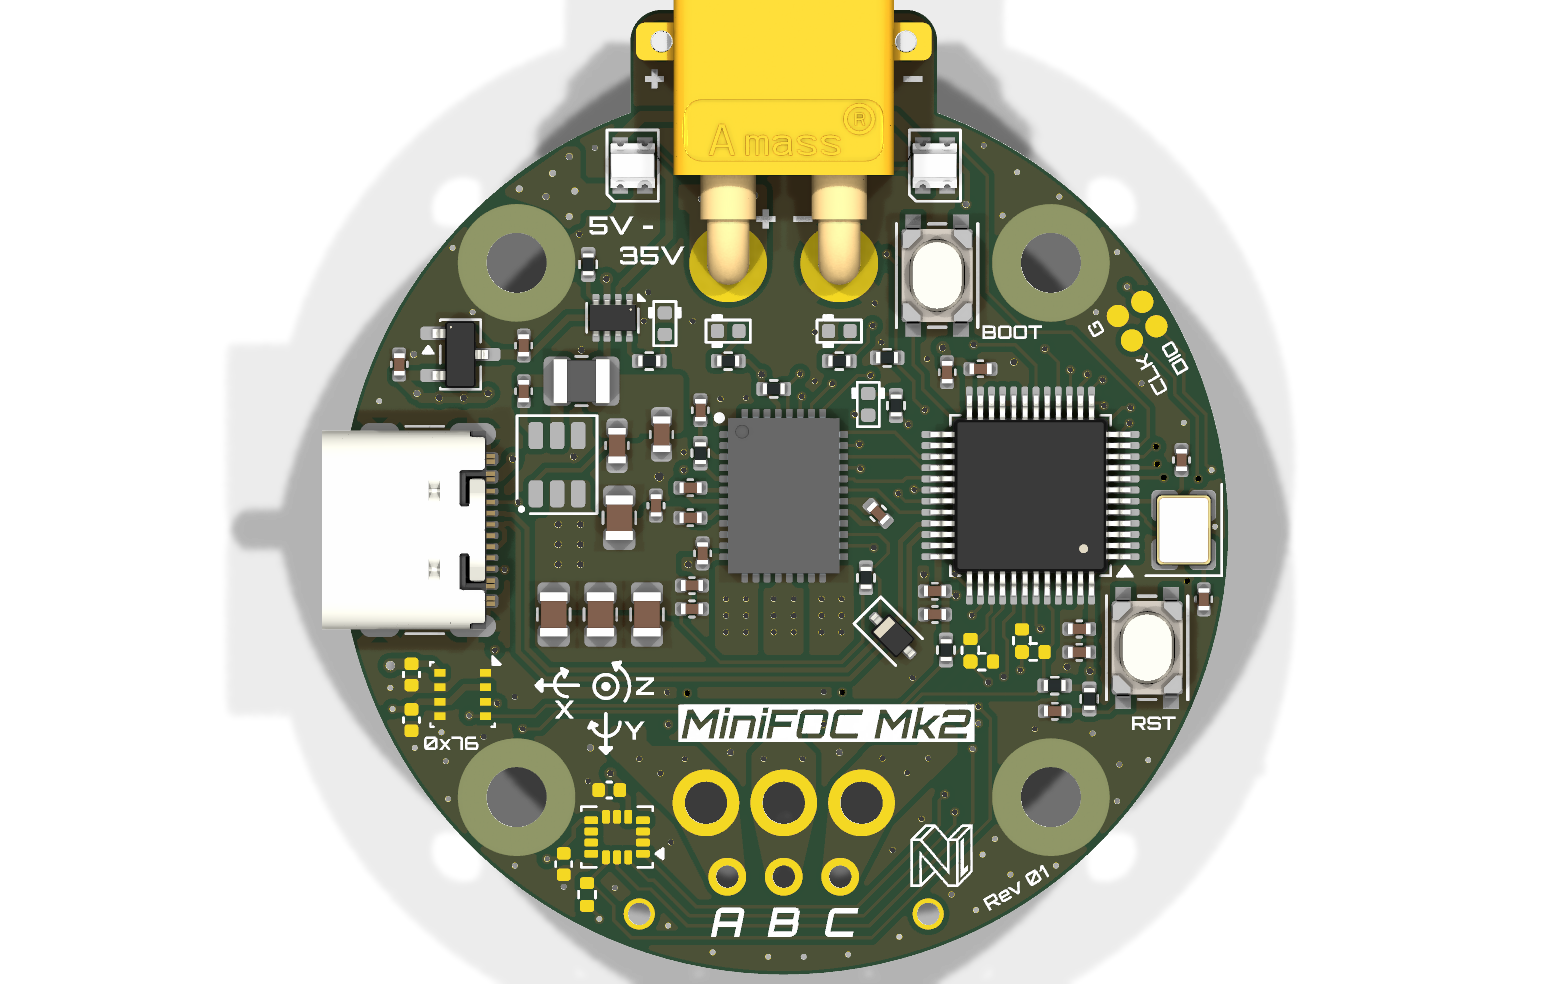 + -
Amass®
+ -
5V -
35V
BOOT
G
DIO
CLK
X
Z
Y
0x76
MiniFOC Mk2
RST
A B C
Rev 01